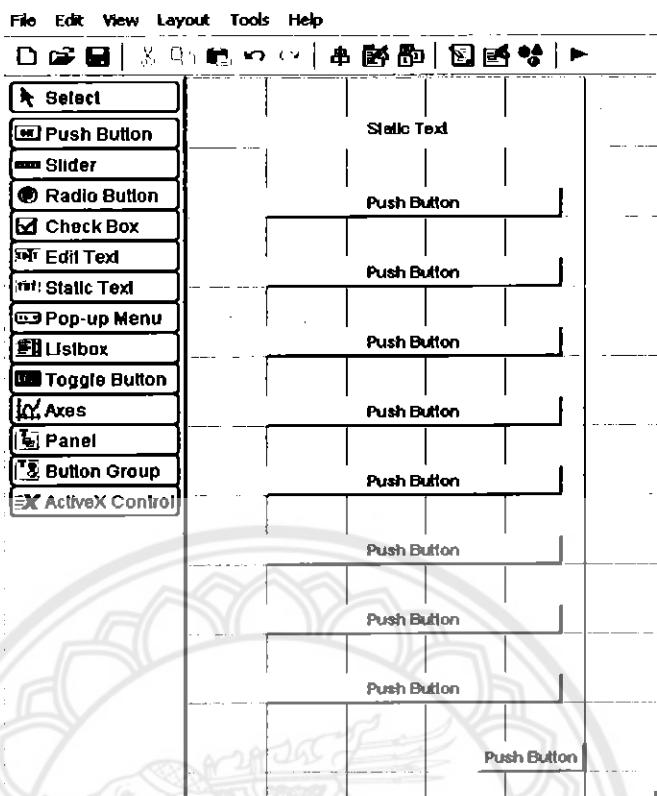 File Edit View Layout Tools Help
Select
Push Button
Slider
Radio Button
Check Box
Edit Text
Static Text
Pop-up Menu
Listbox
Toggle Button
Axes
Panel
Button Group
ActiveX Control
Static Text
Push Button
Push Button
Push Button
Push Button
Push Button
Push Button
Push Button
Push Button
Push Button